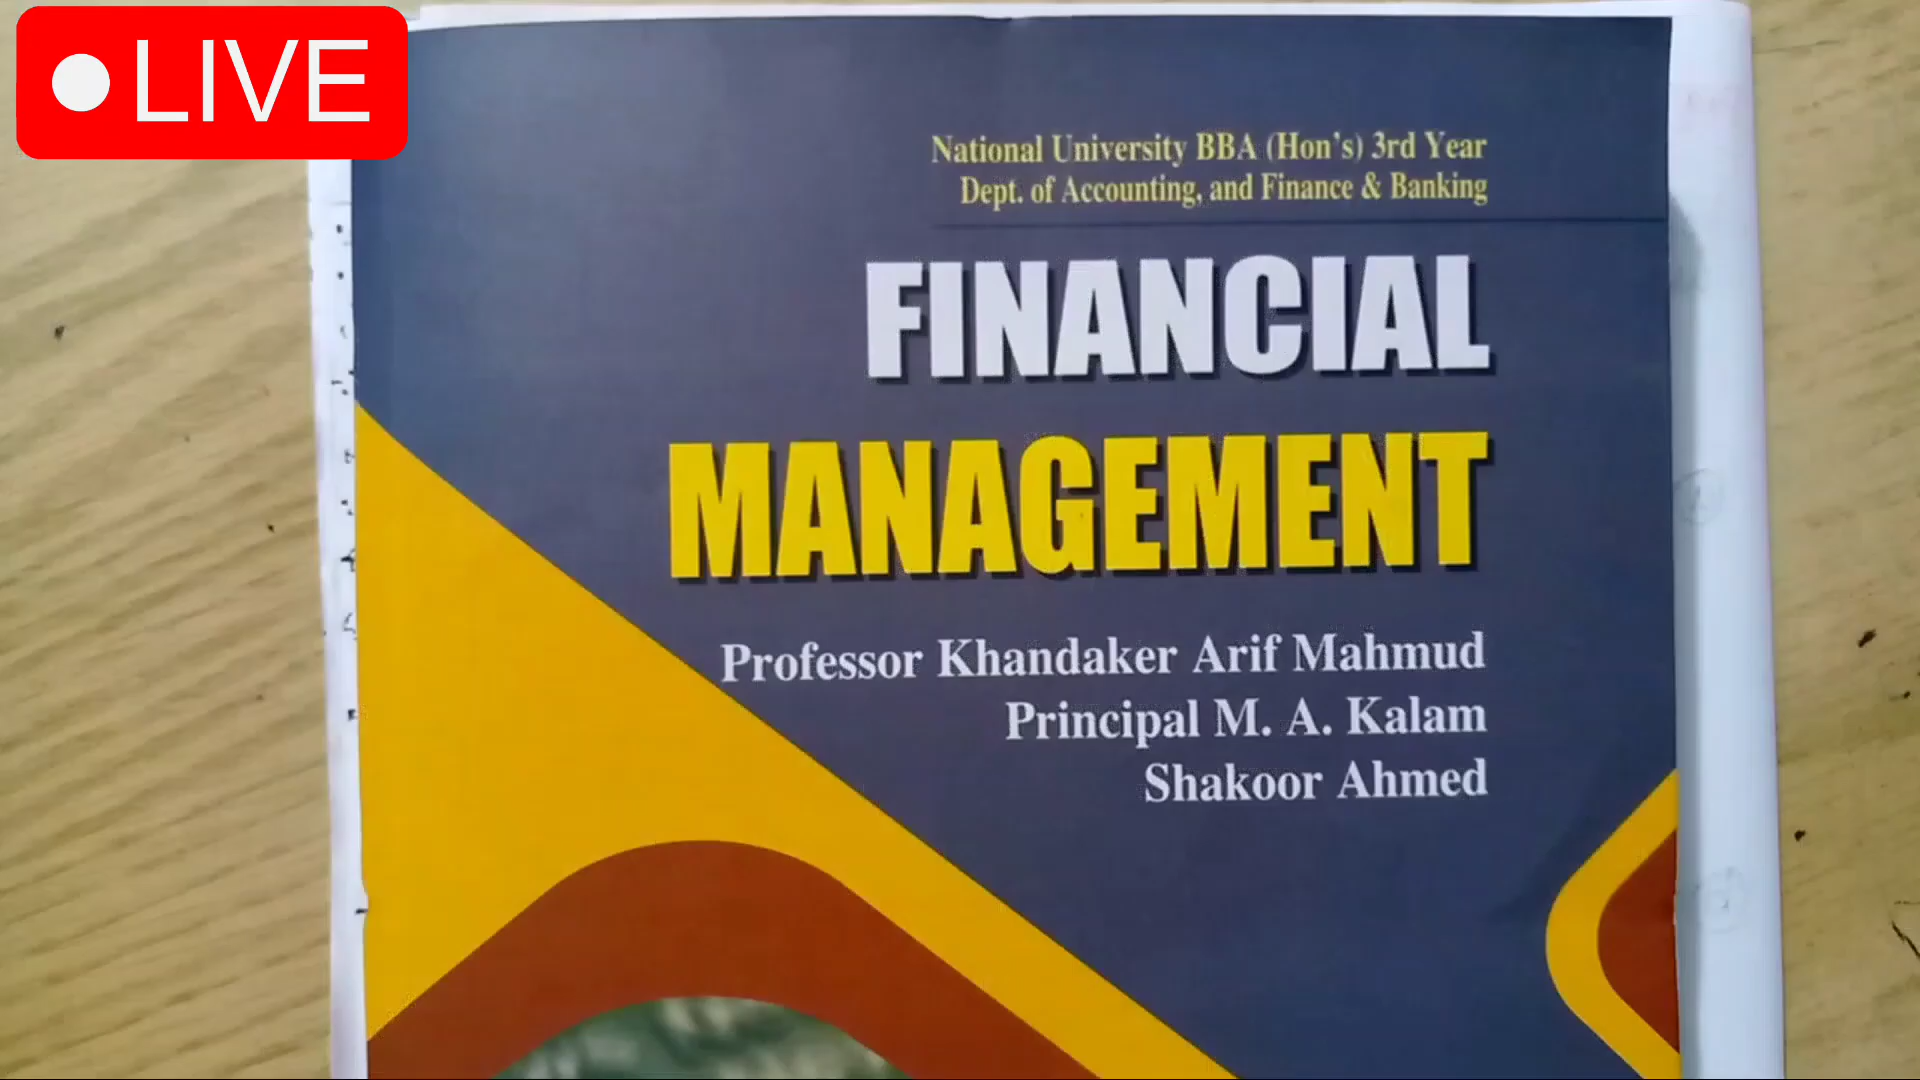 LIVE
National University BBA (Hon's) 3rd Year
Dept. of Accounting, and Finance & Banking
FINANCIAL
MANAGEMENT
Professor Khandaker Arif Mahmud
Principal M. A. Kalam
Shakoor Ahmed